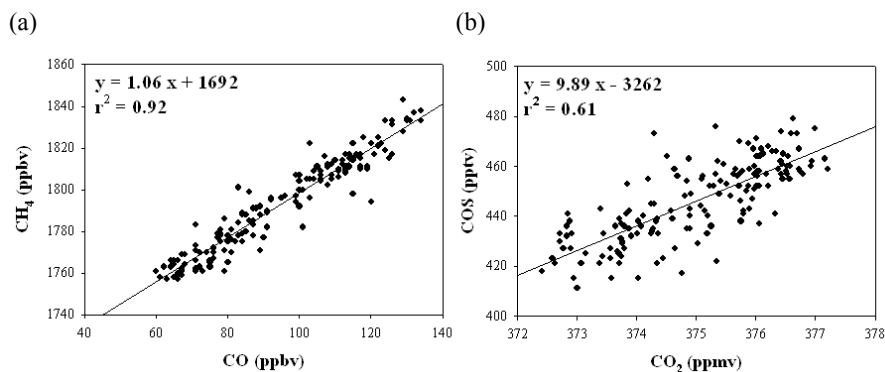 (a)
(b)
1860
1840
1820
1800
1780
1760
1740
CH4 (ppbv)
y = 1.06 x + 1692
r2 = 0.92
40
60
80
100
120
140
CO (ppbv)
500
480
460
440
420
400
COS (pptv)
y = 9.89 x - 3262
r2 = 0.61
372
373
374
375
376
377
378
CO2 (ppmv)